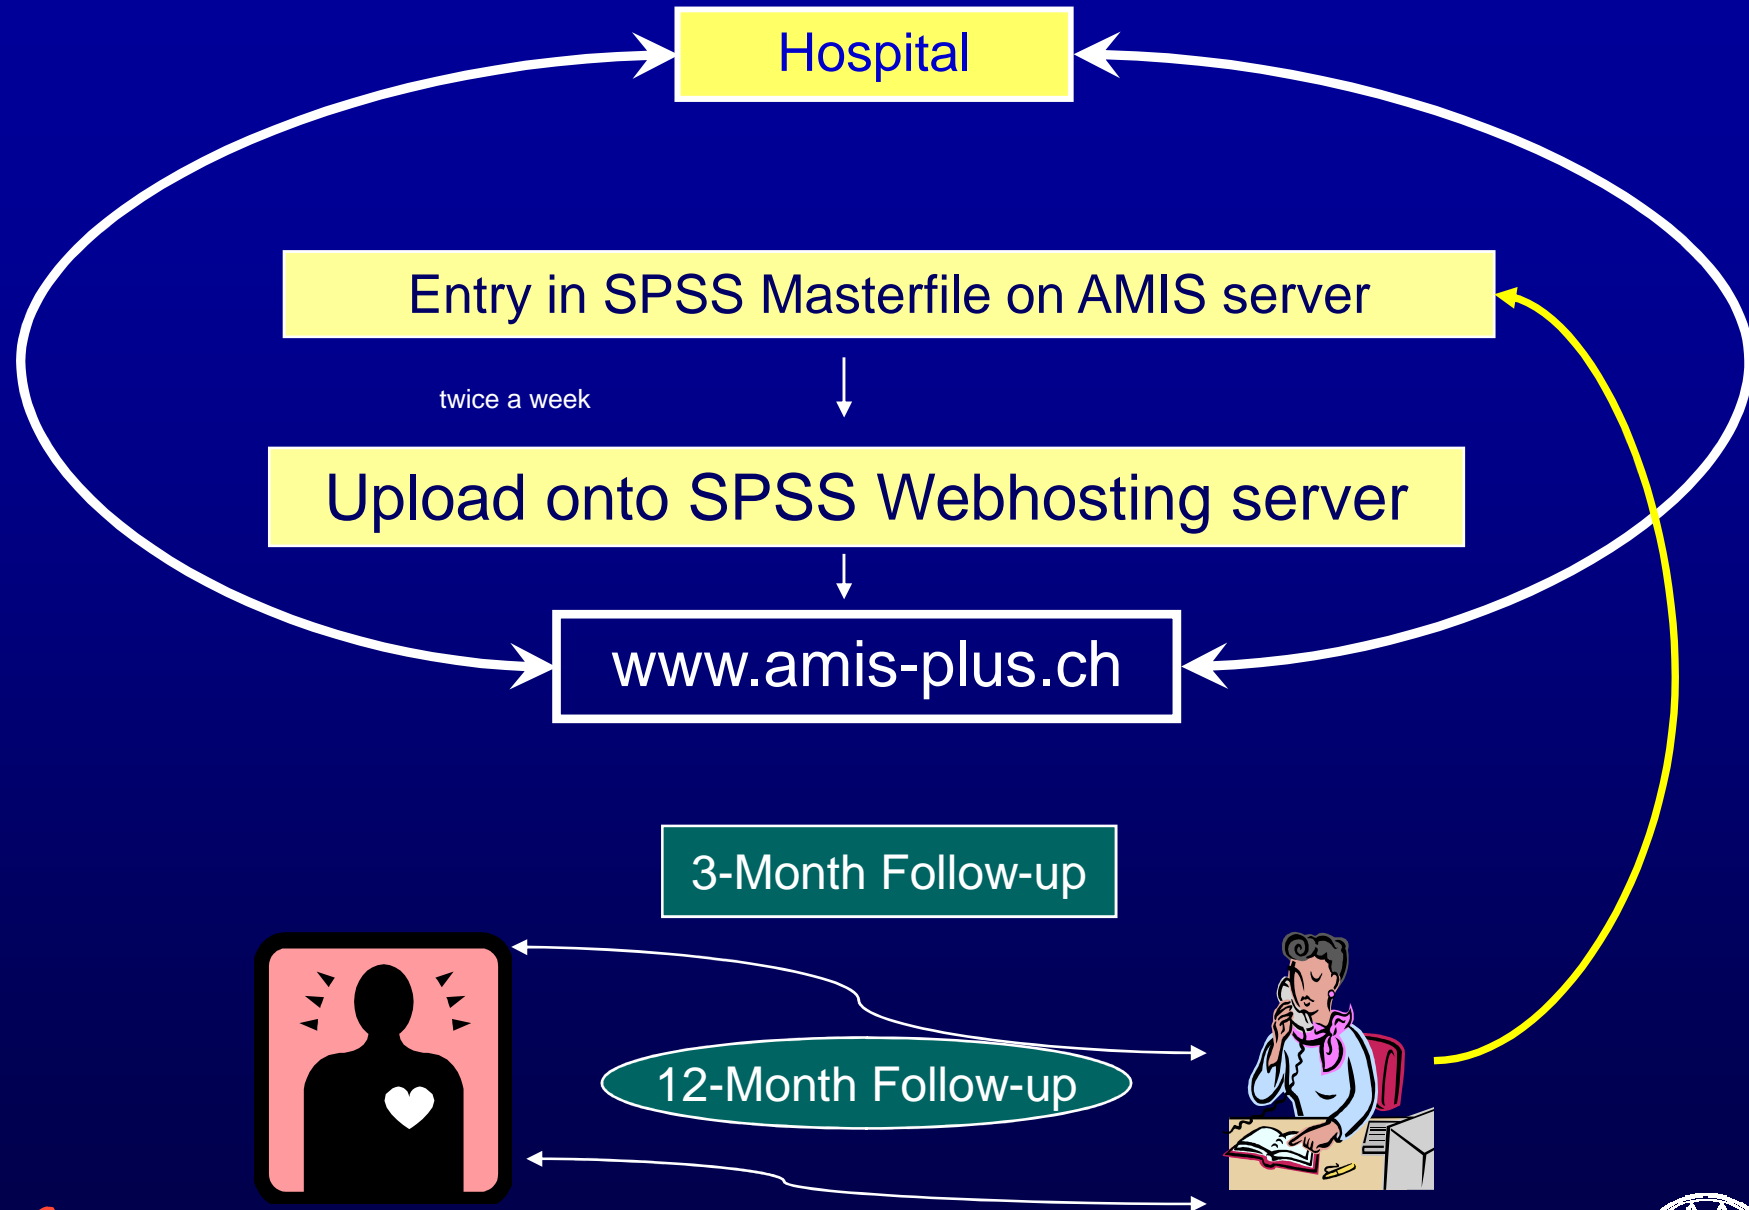 Hospital
Entry in SPSS Masterfile on AMIS server
twice a week
Upload onto SPSS Webhosting server
www.amis-plus.ch
3-Month Follow-up
12-Month Follow-up